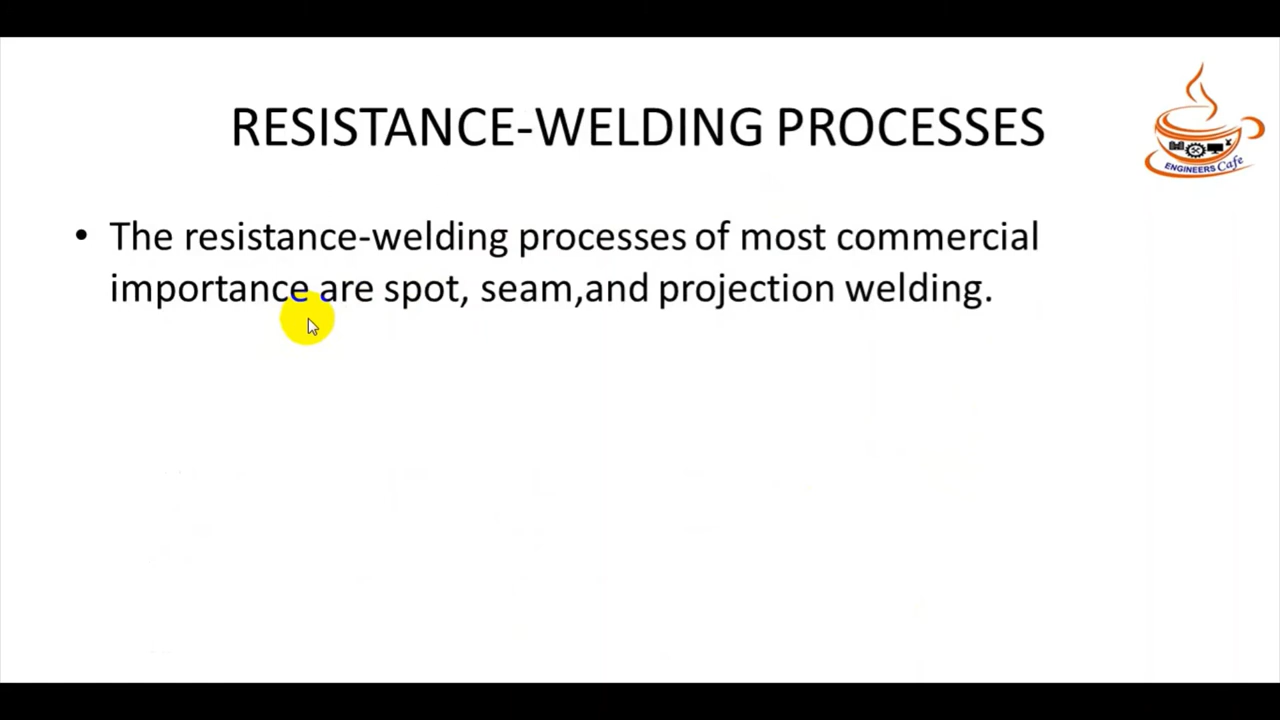 RESISTANCE-WELDING PROCESSES
ENGINEERS Cafe
• The resistance-welding processes of most commercial
importance are spot, seam,and projection welding.